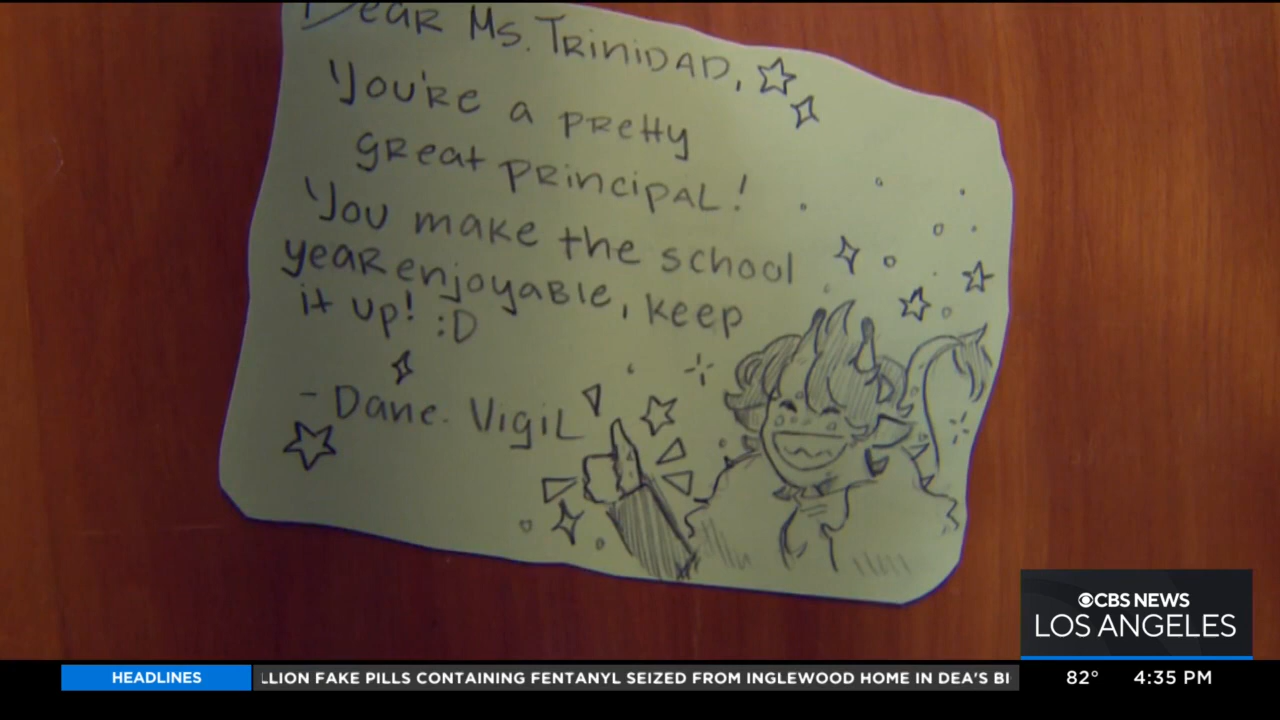 Dear Ms. Trinidad,
You're a pretty
great principal!
You make the school
year enjoyable, keep
it up! :D
- Dane. Vigil
CBS NEWS
LOS ANGELES
HEADLINES
LLION FAKE PILLS CONTAINING FENTANYL SEIZED FROM INGLEWOOD HOME IN DEA'S BI
82° 4:35 PM